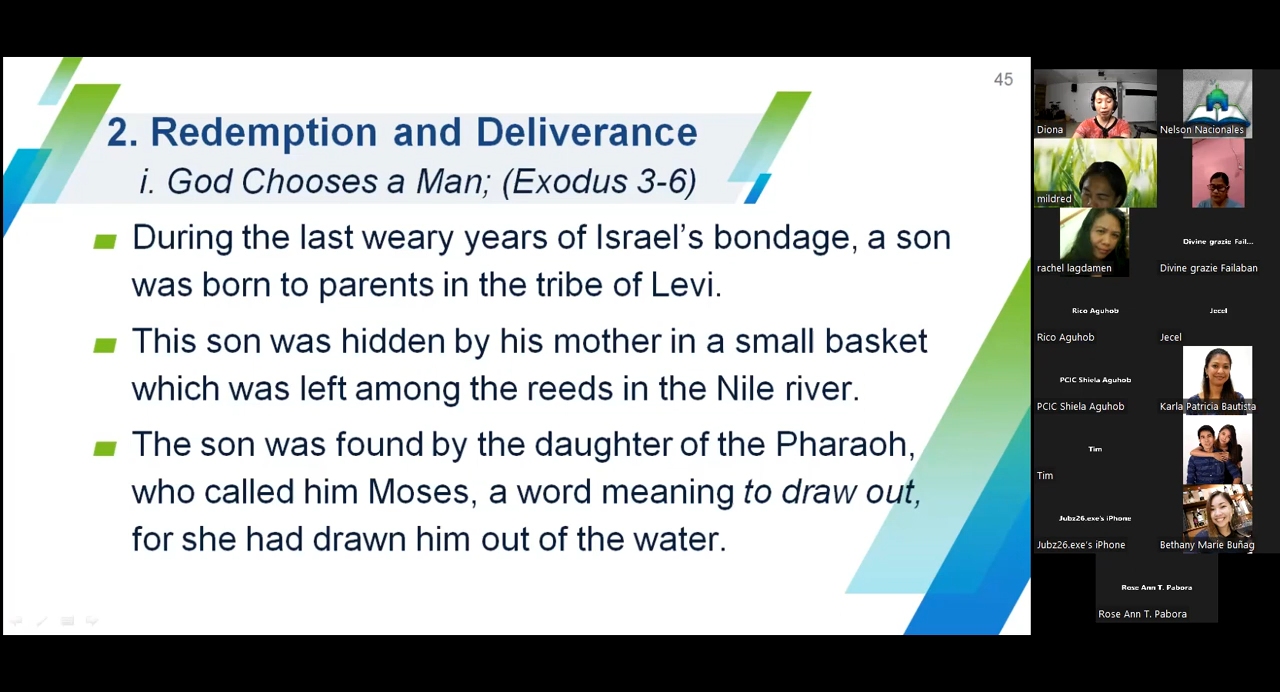 45
2. Redemption and Deliverance
i. God Chooses a Man; (Exodus 3-6)
During the last weary years of Israel’s bondage, a son
was born to parents in the tribe of Levi.
This son was hidden by his mother in a small basket
which was left among the reeds in the Nile river.
The son was found by the daughter of the Pharaoh,
who called him Moses, a word meaning to draw out,
for she had drawn him out of the water.
Diona
Nelson Nacionales
mildred
rachel lagdamen
Divine grazie Fail...
Divine grazie Failaban
Rico Aguhob
Rico Aguhob
Jecel
Jecel
PCIC Shiela Aguhob
PCIC Shiela Aguhob
Karla Patricia Bautista
Tim
Tim
Jubz26.exe's iPhone
Jubz26.exe's iPhone
Bethany Marie Buñag
Rose Ann T. Pabora
Rose Ann T. Pabora